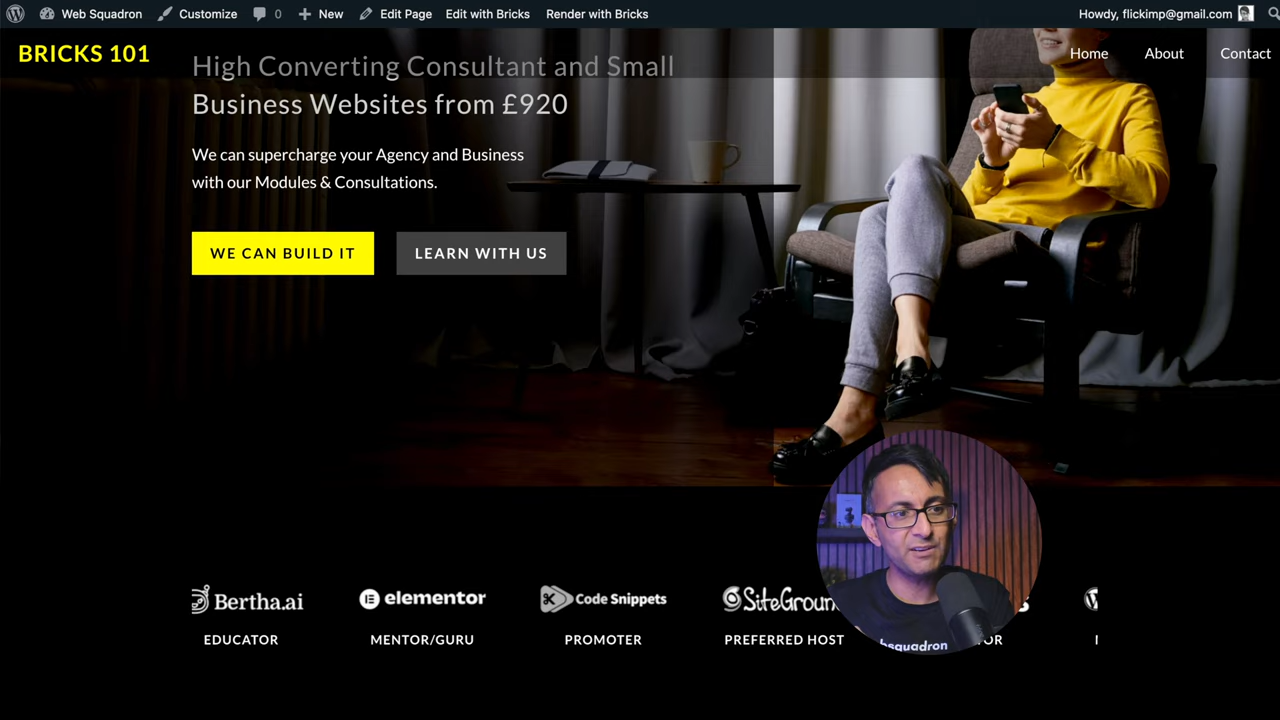 Web Squadron Customize 0 New Edit Page Edit with Bricks Render with Bricks Howdy, flickimp@gmail.com
BRICKS 101 Home About Contact
High Converting Consultant and Small
Business Websites from £920
We can supercharge your Agency and Business
with our Modules & Consultations.
WE CAN BUILD IT LEARN WITH US
Bertha.ai elementor Code Snippets
EDUCATOR MENTOR/GURU PROMOTER PREFERRED HOST